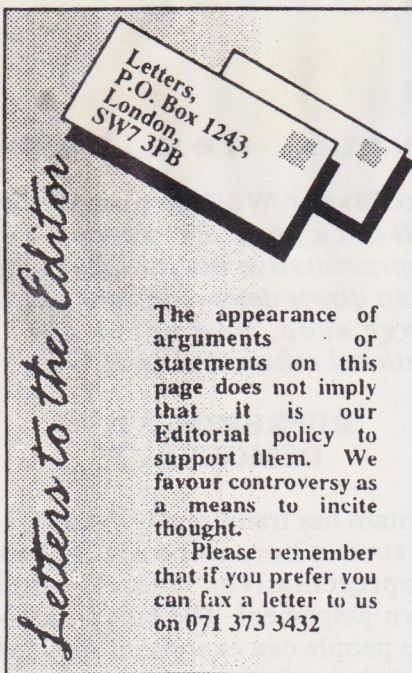 Letters,
P.O. Box 1243,
London,
SW7 3PB
Letters to the Editor
The appearance of
arguments or
statements on this
page does not imply
that it is our
Editorial policy to
support them. We
favour controversy as
a means to incite
thought.
Please remember
that if you prefer you
can fax a letter to us
on 071 373 3432